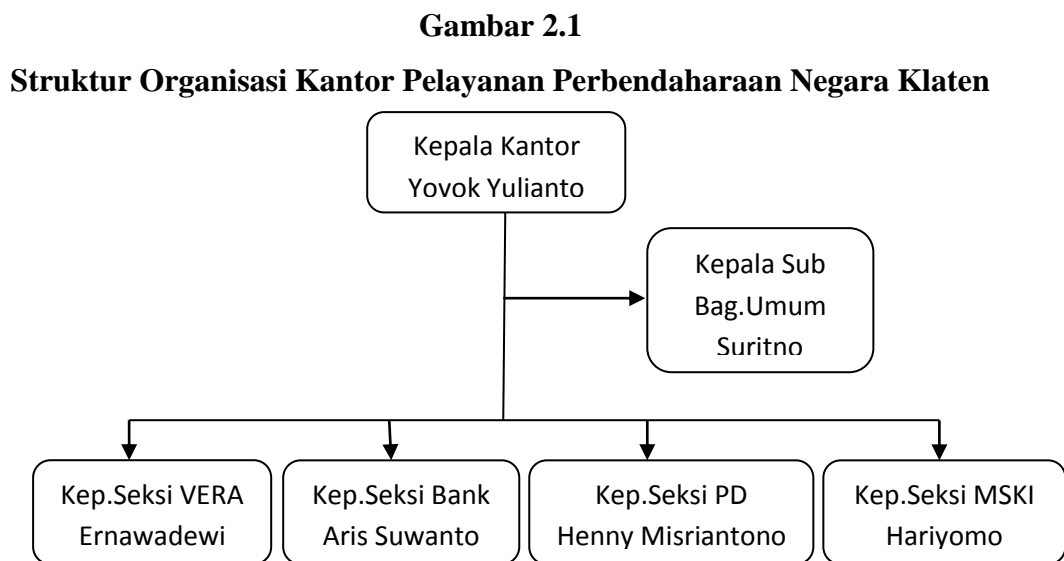 Gambar 2.1
Struktur Organisasi Kantor Pelayanan Perbendaharaan Negara Klaten
Kepala Kantor
Yovok Yulianto
Kepala Sub
Bag.Umum
Suritno
Kep.Seksi VERA
Ernawadewi
Kep.Seksi Bank
Aris Suwanto
Kep.Seksi PD
Henny Misriantono
Kep.Seksi MSKI
Hariyomo